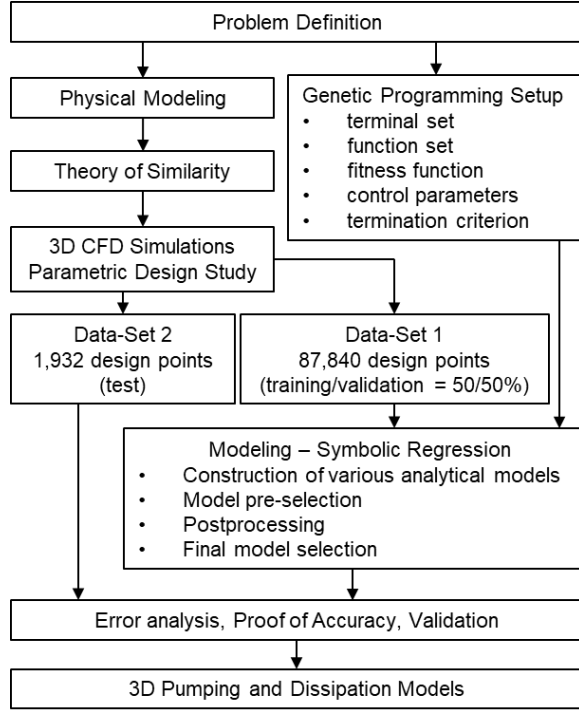 Problem Definition
Physical Modeling
Genetic Programming Setup
• terminal set
• function set
• fitness function
• control parameters
• termination criterion
Theory of Similarity
3D CFD Simulations
Parametric Design Study
Data-Set 2
1,932 design points
(test)
Data-Set 1
87,840 design points
(training/validation = 50/50%)
Modeling – Symbolic Regression
• Construction of various analytical models
• Model pre-selection
• Postprocessing
• Final model selection
Error analysis, Proof of Accuracy, Validation
3D Pumping and Dissipation Models